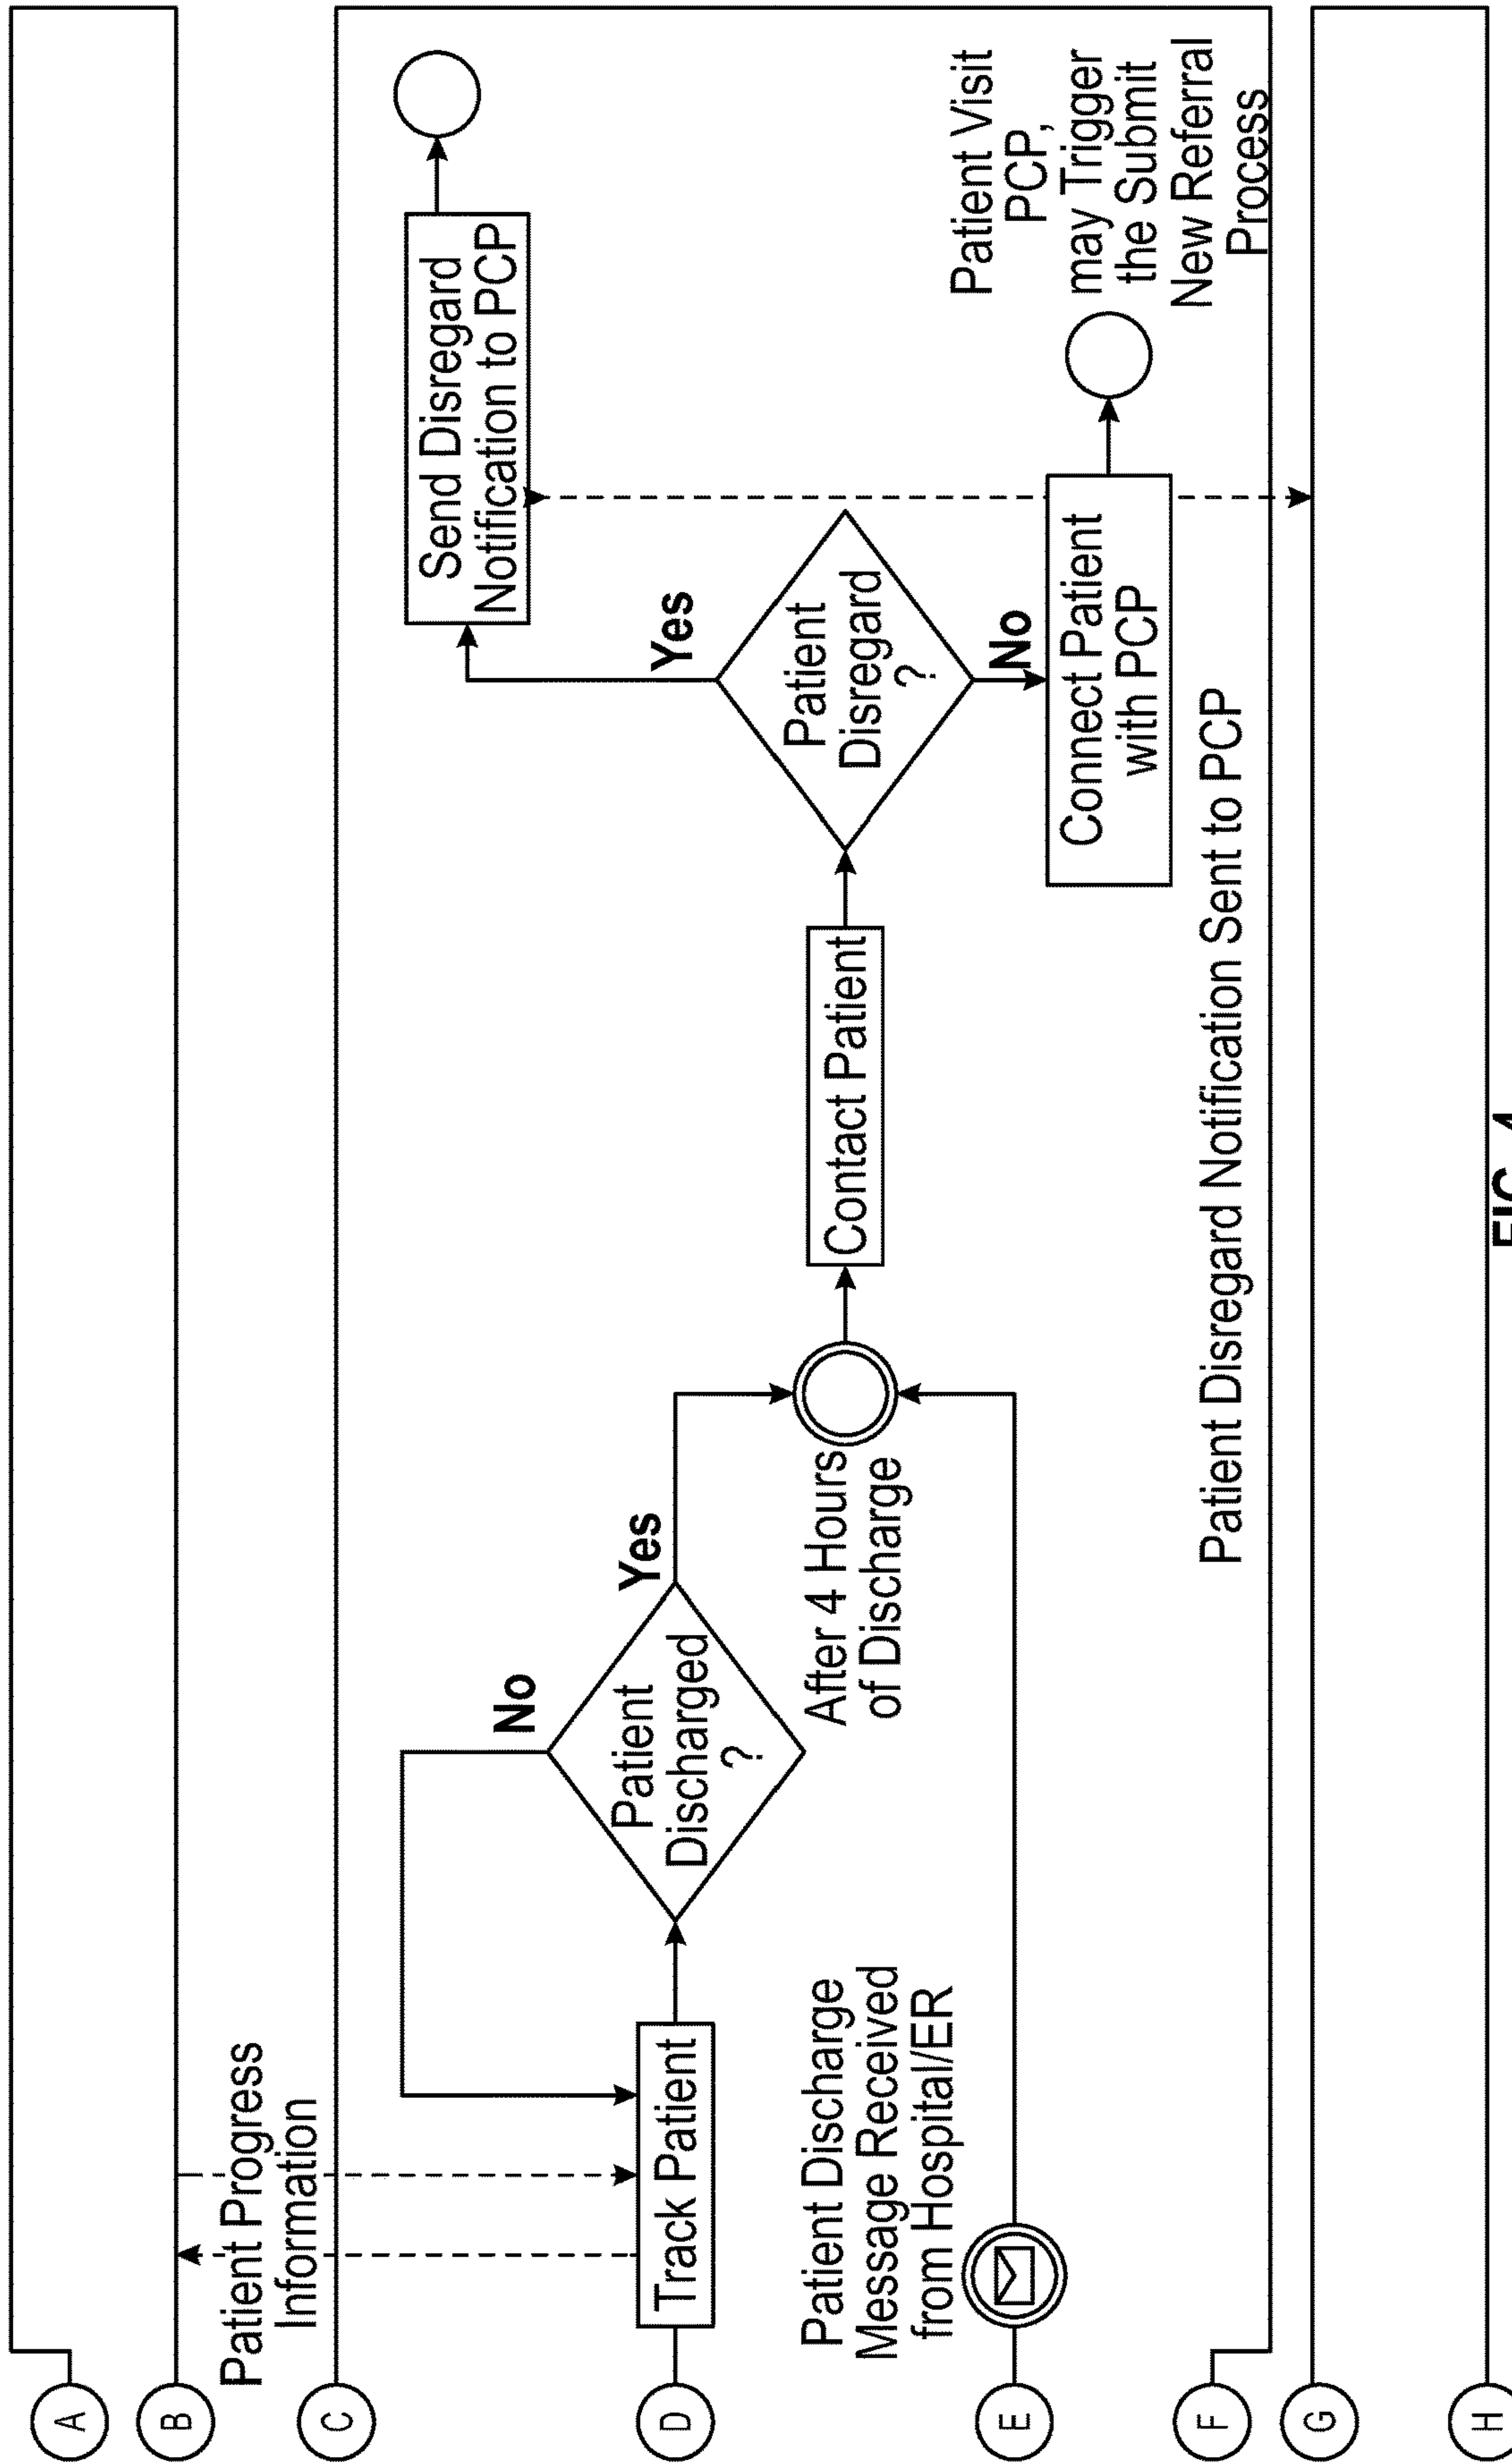 A
B
Patient Progress
Information
C
Send Disregard
Notification to PCP
No
Patient
Discharged
?
Yes
D
Track Patient
After 4 Hours
of Discharge
Contact Patient
Patient
Disregard
?
Yes
No
Patient Visit
PCP,
may Trigger
the Submit
New Referral
Process
Patient Discharge
Message Received
from Hospital/ER
E
Connect Patient
with PCP
F
Patient Disregard Notification Sent to PCP
G
H